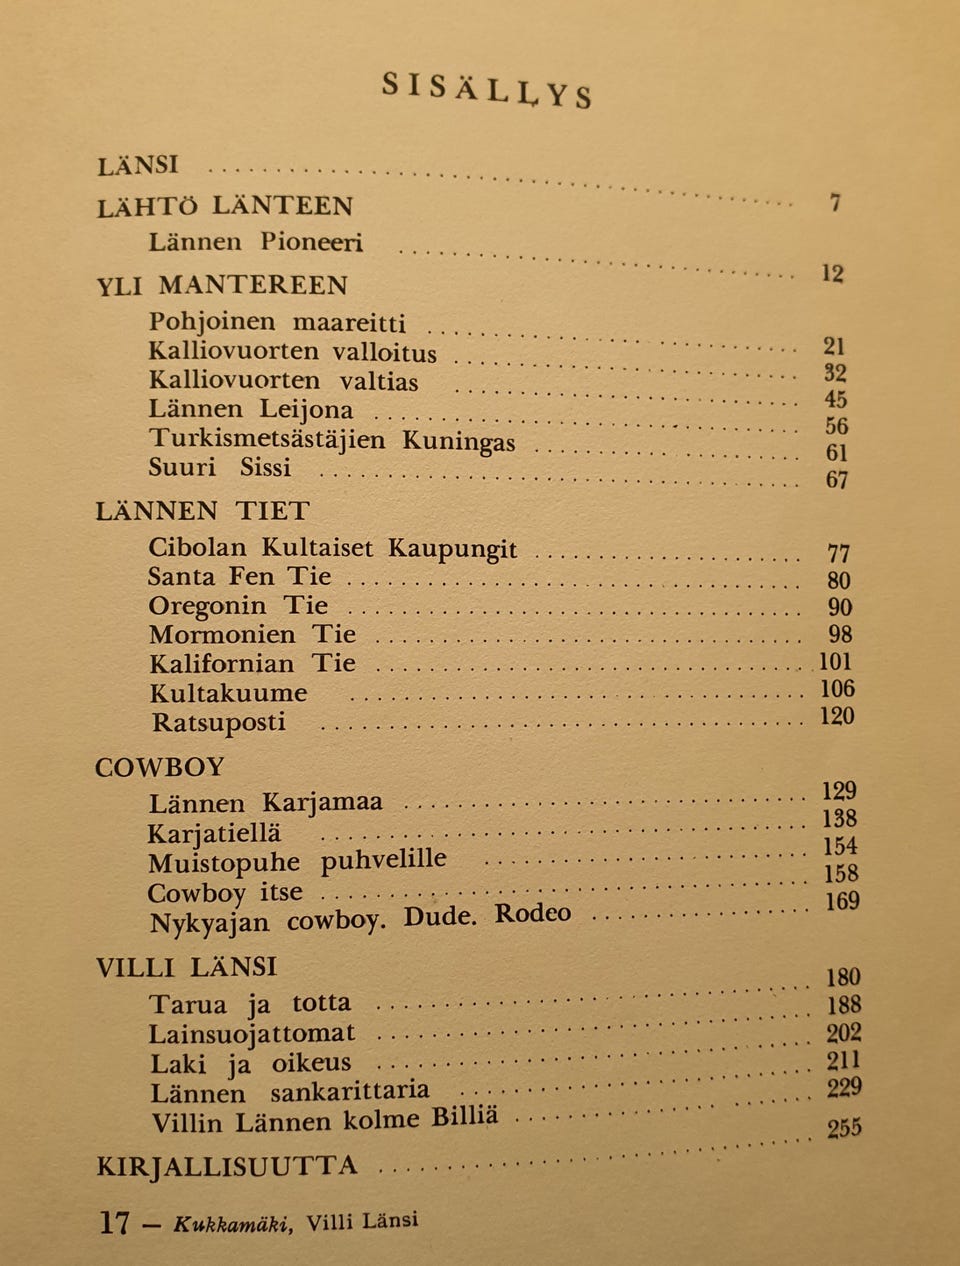 SISÄLLYS
LÄNSI .......... 7
LÄHTÖ LÄNTEEN
Lännen Pioneeri .......... 12
YLI MANTEREEN
Pohjoinen maareitti .......... 21
Kalliovuorten valloitus .......... 32
Kalliovuorten valtias .......... 45
Lännen Leijona .......... 56
Turkismetsästäjien Kuningas .......... 61
Suuri Sissi .......... 67
LÄNNEN TIET
Cibolan Kultaiset Kaupungit .......... 77
Santa Fen Tie .......... 80
Oregonin Tie .......... 90
Mormonien Tie .......... 98
Kalifornian Tie .......... 101
Kultakuume .......... 106
Ratsuposti .......... 120
COWBOY
Lännen Karjamaa .......... 129
Karjatiellä .......... 138
Muistopuhe puhvelille .......... 154
Cowboy itse .......... 158
Nykyajan cowboy. Dude. Rodeo .......... 169
VILLI LÄNSI
Tarua ja totta .......... 180
Lainsuojattomat .......... 188
Laki ja oikeus .......... 202
Lännen sankarittaria .......... 211
Villin Lännen kolme Billiä .......... 229
KIRJALLISUUTTA .......... 255
17 — Kukkamäki, Villi Länsi